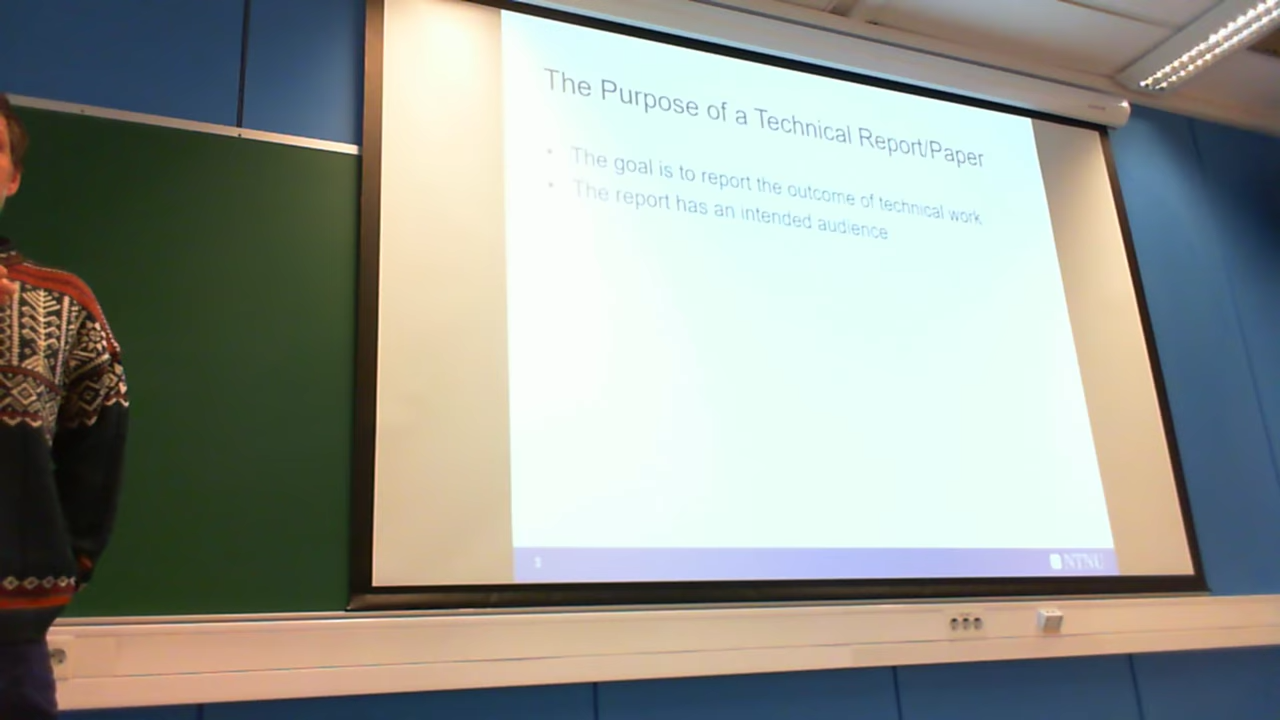 The Purpose of a Technical Report/Paper
• The goal is to report the outcome of technical work
• The report has an intended audience
3
NTNU